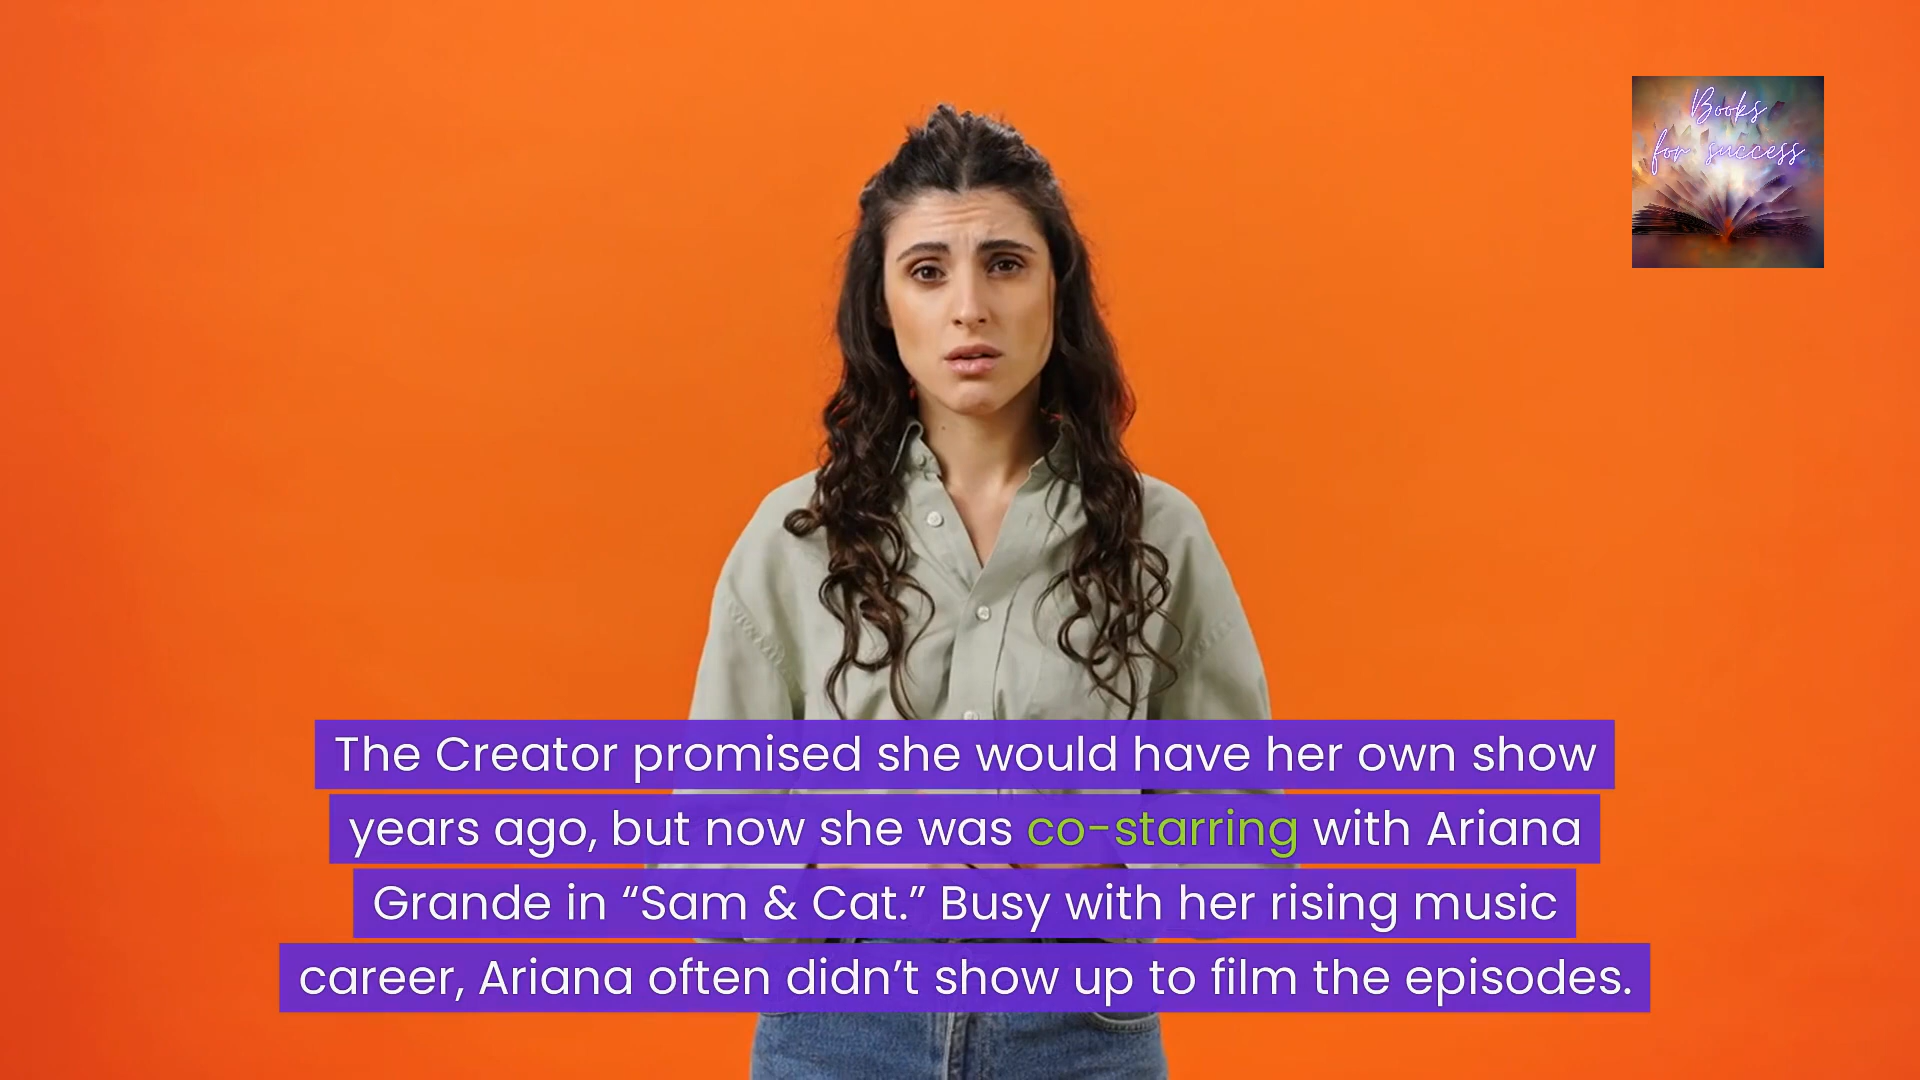 Books
for success
The Creator promised she would have her own show
years ago, but now she was co-starring with Ariana
Grande in “Sam & Cat.” Busy with her rising music
career, Ariana often didn’t show up to film the episodes.